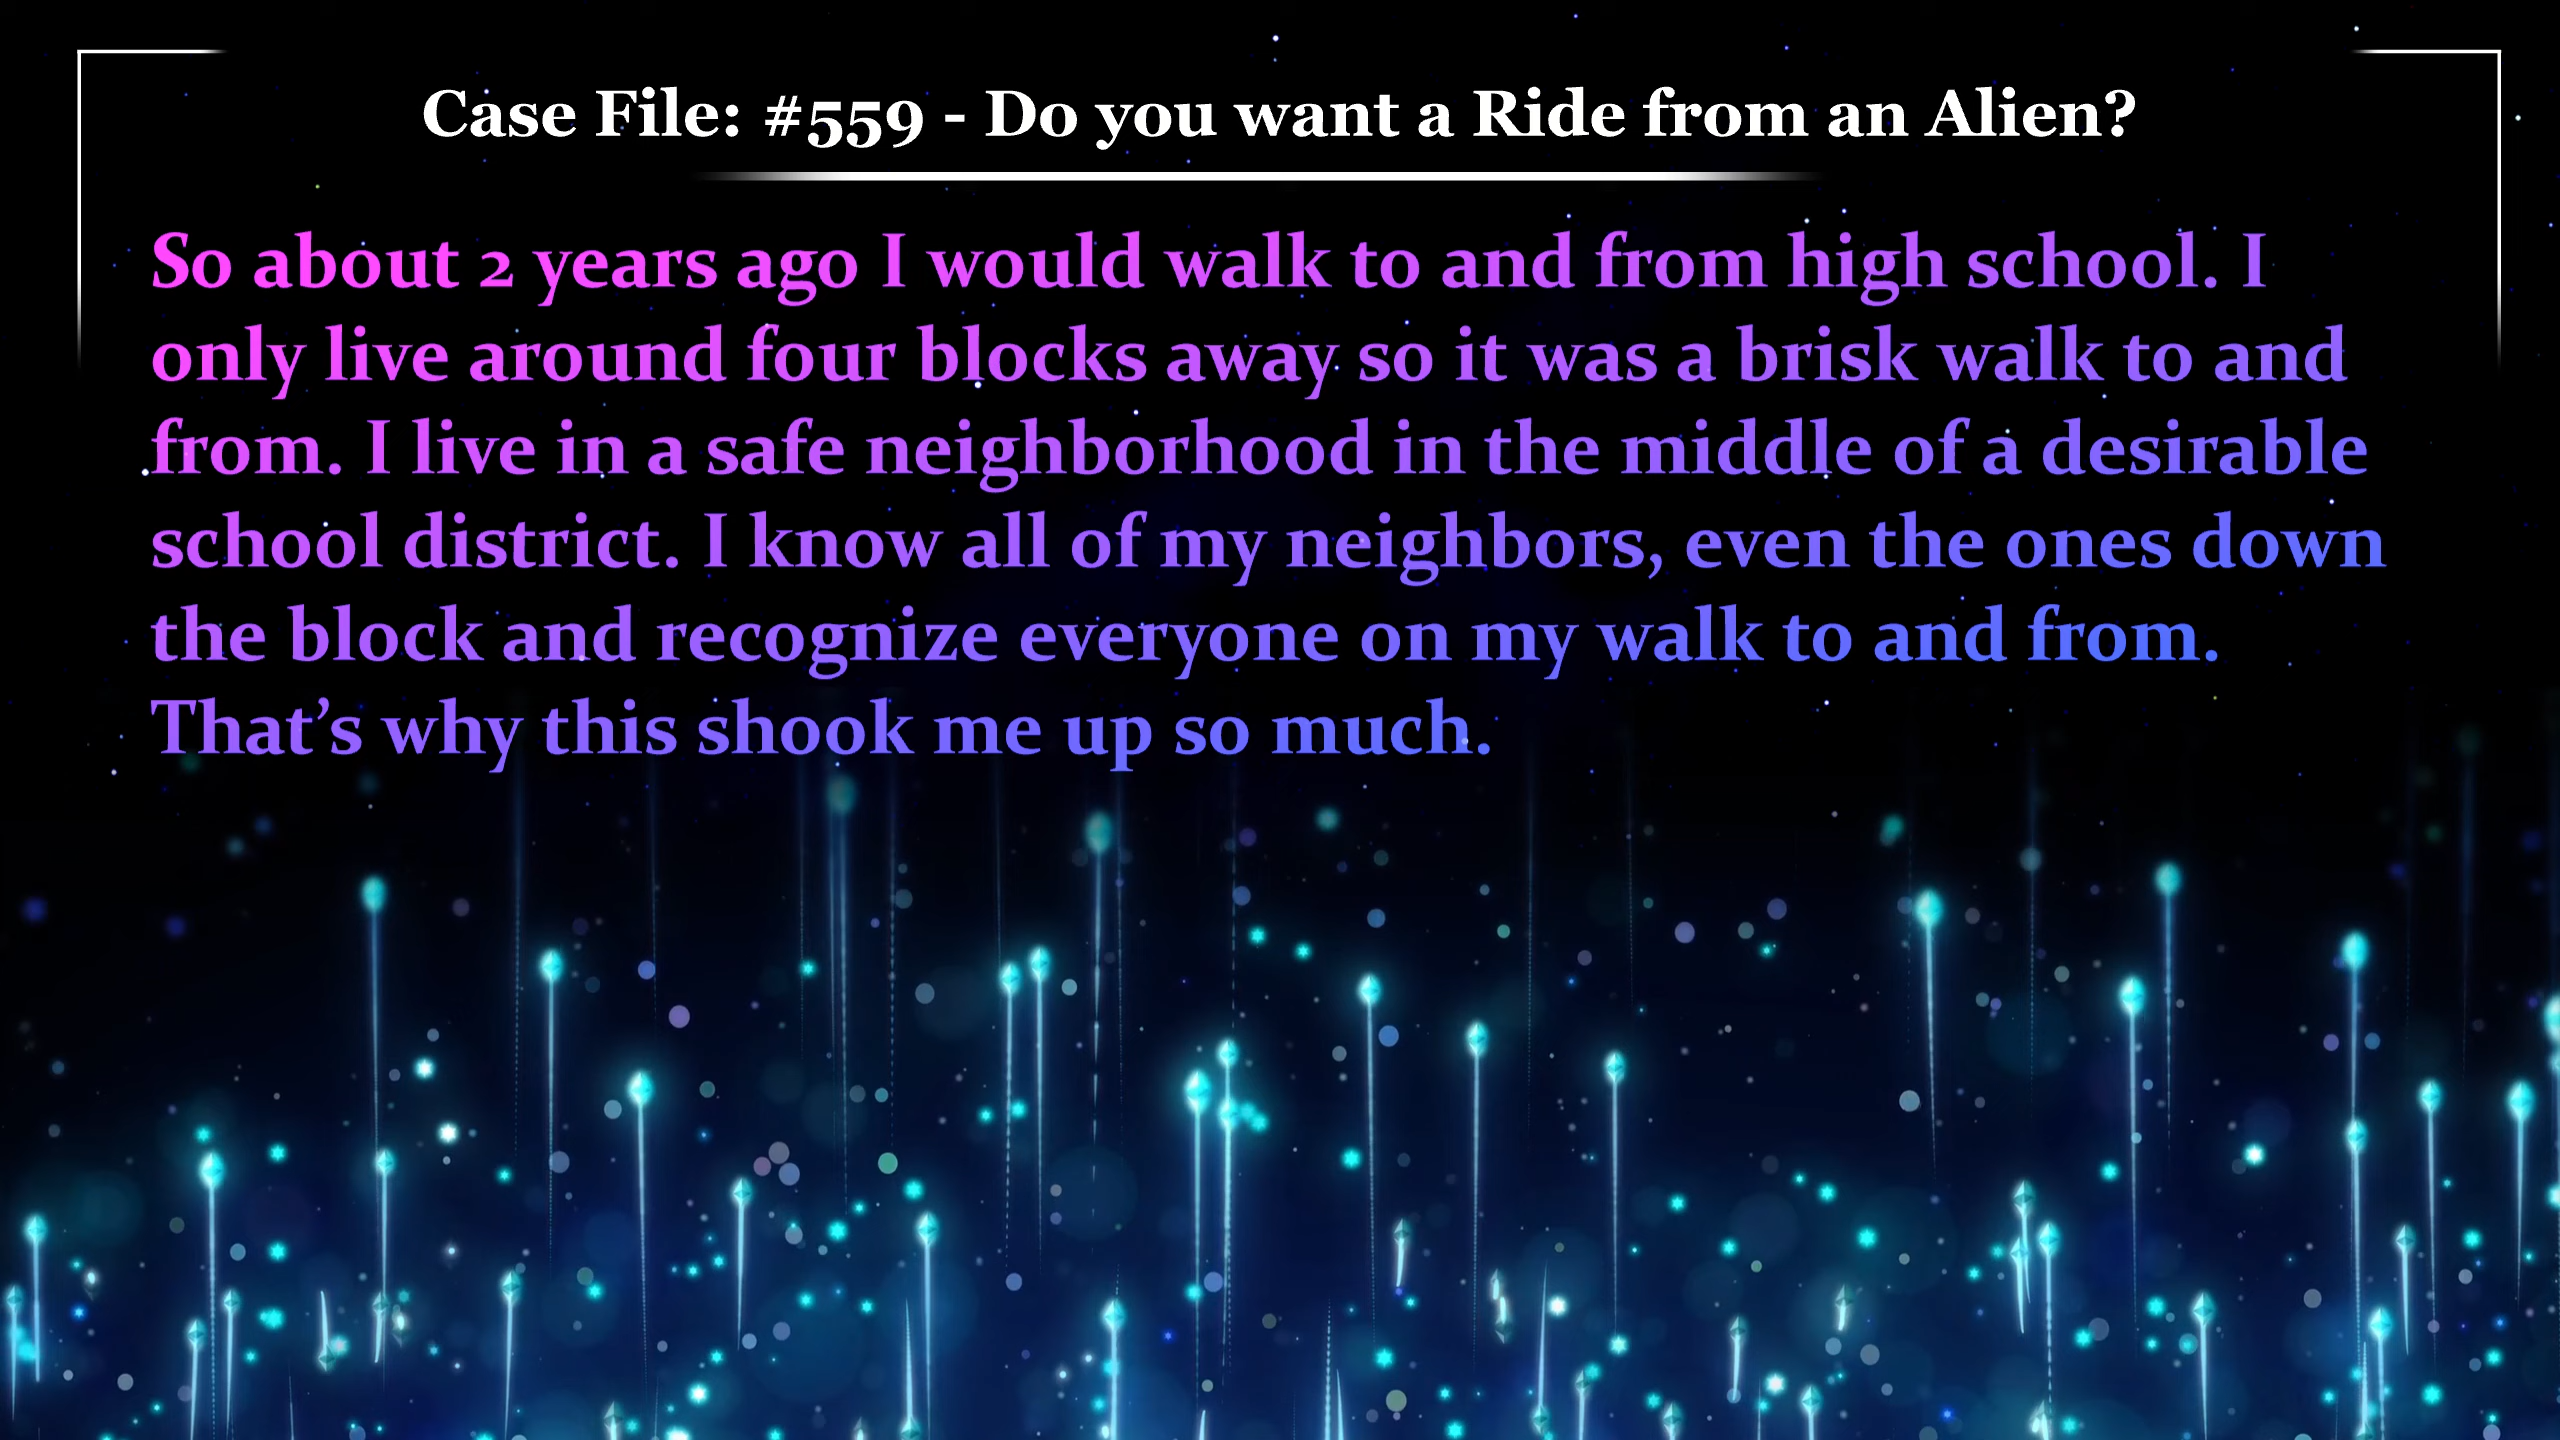 Case File: #559 - Do you want a Ride from an Alien?
So about 2 years ago I would walk to and from high school. I
only live around four blocks away so it was a brisk walk to and
from. I live in a safe neighborhood in the middle of a desirable
school district. I know all of my neighbors, even the ones down
the block and recognize everyone on my walk to and from.
That’s why this shook me up so much.